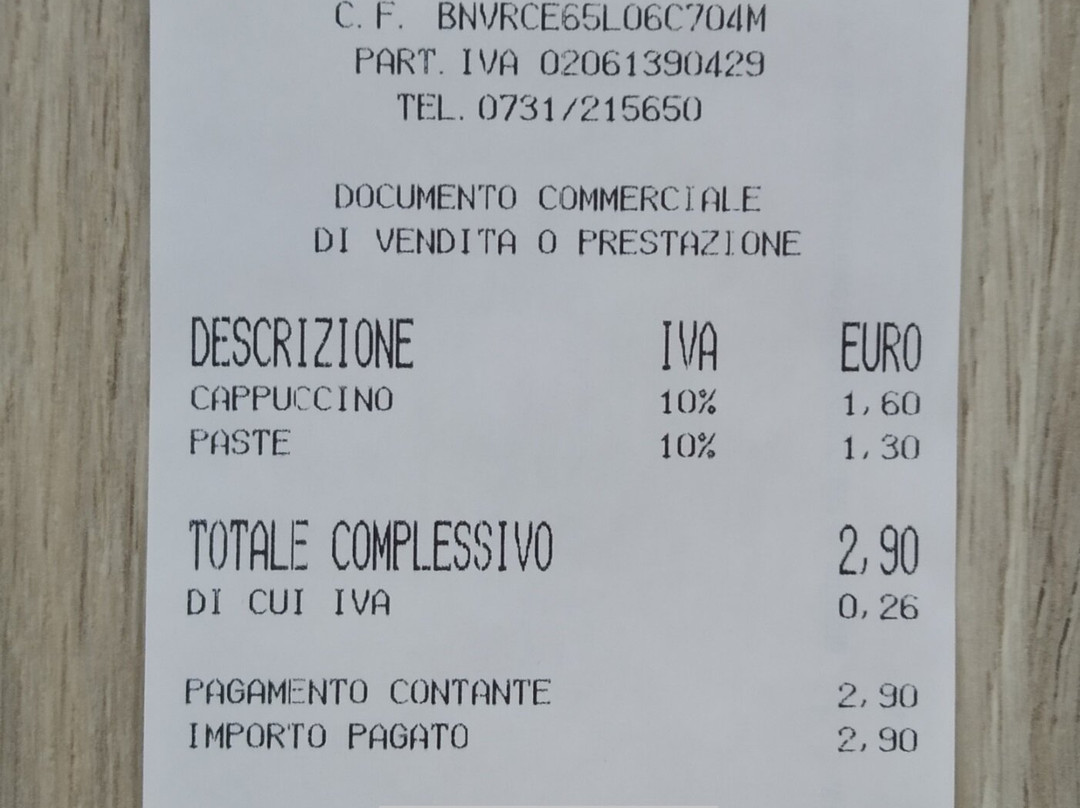 C. F. BNVRCE65L06C704M
PART. IVA 02061390429
TEL. 0731/215650
DOCUMENTO COMMERCIALE
DI VENDITA O PRESTAZIONE
DESCRIZIONE IVA EURO
CAPPUCCINO 10% 1,60
PASTE 10% 1,30
TOTALE COMPLESSIVO 2,90
DI CUI IVA 0,26
PAGAMENTO CONTANTE 2,90
IMPORTO PAGATO 2,90